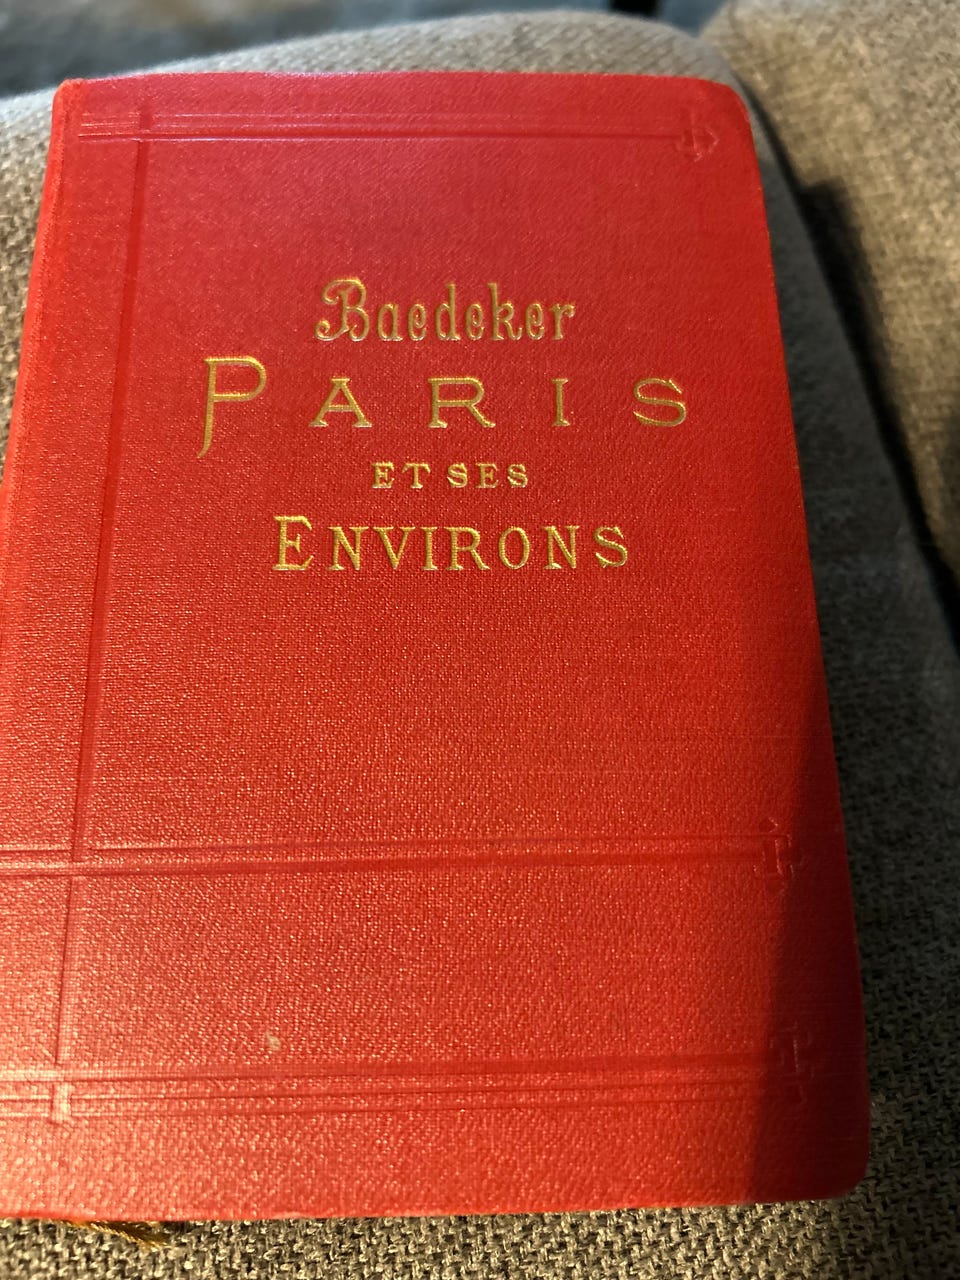 Baedeker
PARIS
ET SES
ENVIRONS